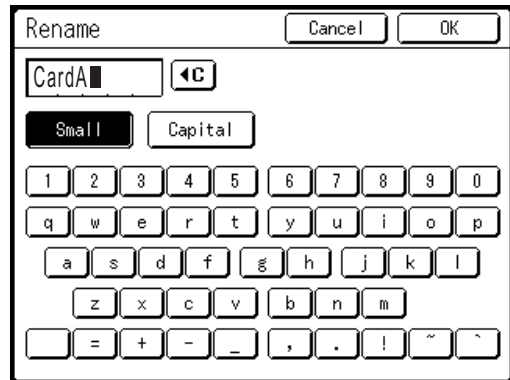 Rename Cancel OK
CardA ◀C
Small Capital
1 2 3 4 5 6 7 8 9 0
q w e r t y u i o p
a s d f g h j k l
z x c v b n m
= + - _ , . ! ~ ^